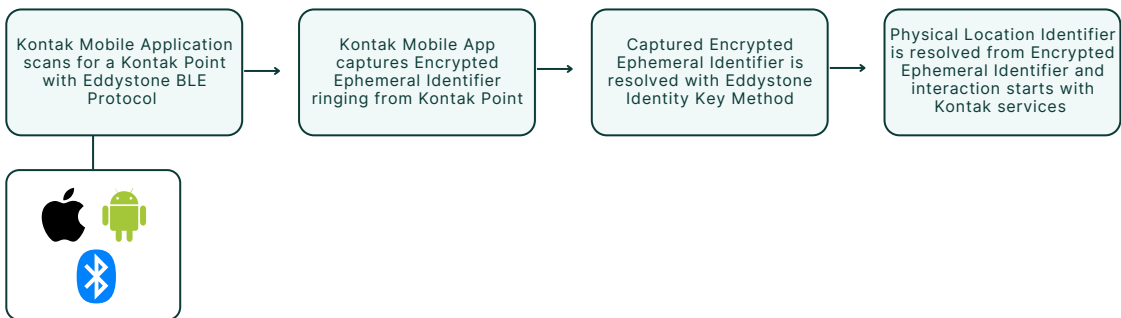 Kontak Mobile Application
scans for a Kontak Point
with Eddystone BLE
Protocol
Kontak Mobile App
captures Encrypted
Ephemeral Identifier
ringing from Kontak Point
Captured Encrypted
Ephemeral Identifier is
resolved with Eddystone
Identity Key Method
Physical Location Identifier
is resolved from Encrypted
Ephemeral Identifier and
interaction starts with
Kontak services